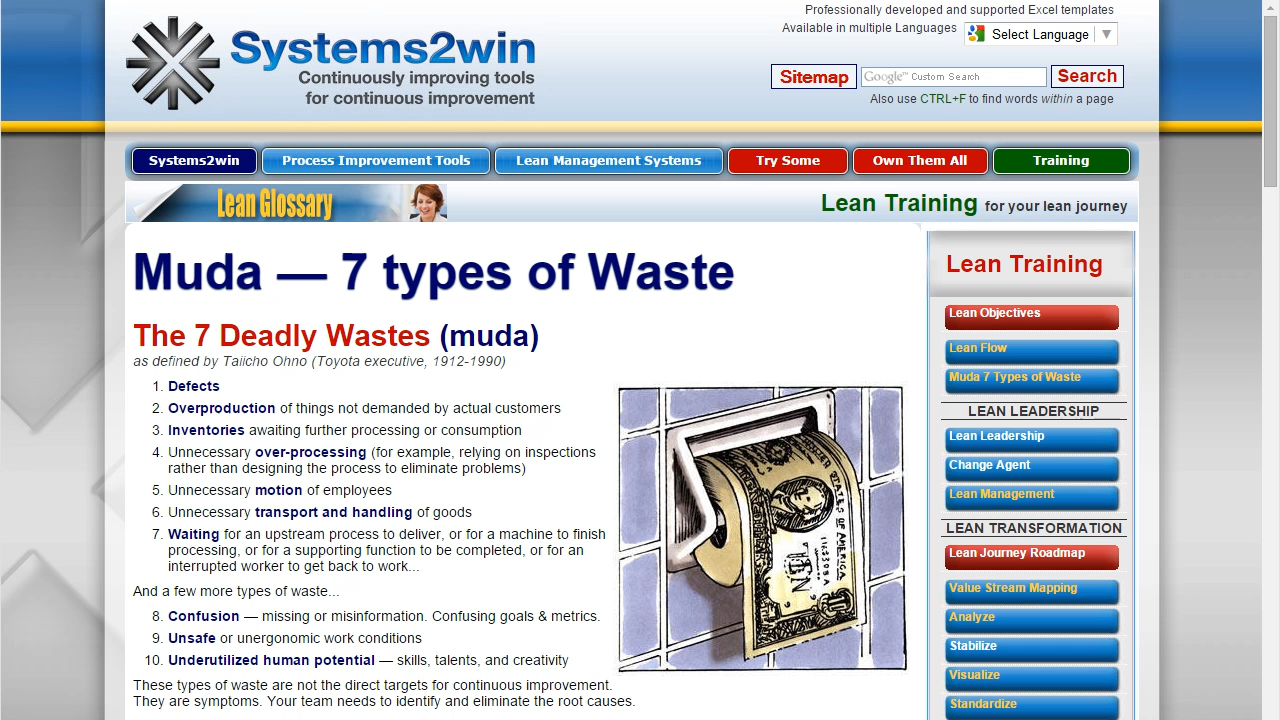 Professionally developed and supported Excel templates
Available in multiple Languages
Select Language ▼
Systems2win
Continuously improving tools
for continuous improvement
Sitemap
Google™ Custom Search
Search
Also use CTRL+F to find words within a page
Systems2win
Process Improvement Tools
Lean Management Systems
Try Some
Own Them All
Training
Lean Glossary
Lean Training for your lean journey
Muda — 7 types of Waste
The 7 Deadly Wastes (muda)
as defined by Taiicho Ohno (Toyota executive, 1912-1990)
1. Defects
2. Overproduction of things not demanded by actual customers
3. Inventories awaiting further processing or consumption
4. Unnecessary over-processing (for example, relying on inspections
rather than designing the process to eliminate problems)
5. Unnecessary motion of employees
6. Unnecessary transport and handling of goods
7. Waiting for an upstream process to deliver, or for a machine to finish
processing, or for a supporting function to be completed, or for an
interrupted worker to get back to work...
And a few more types of waste...
8. Confusion — missing or misinformation. Confusing goals & metrics.
9. Unsafe or unergonomic work conditions
10. Underutilized human potential — skills, talents, and creativity
These types of waste are not the direct targets for continuous improvement.
They are symptoms. Your team needs to identify and eliminate the root causes.
STATES OF AMERICA
TEN
Lean Training
Lean Objectives
Lean Flow
Muda 7 Types of Waste
LEAN LEADERSHIP
Lean Leadership
Change Agent
Lean Management
LEAN TRANSFORMATION
Lean Journey Roadmap
Value Stream Mapping
Analyze
Stabilize
Visualize
Standardize